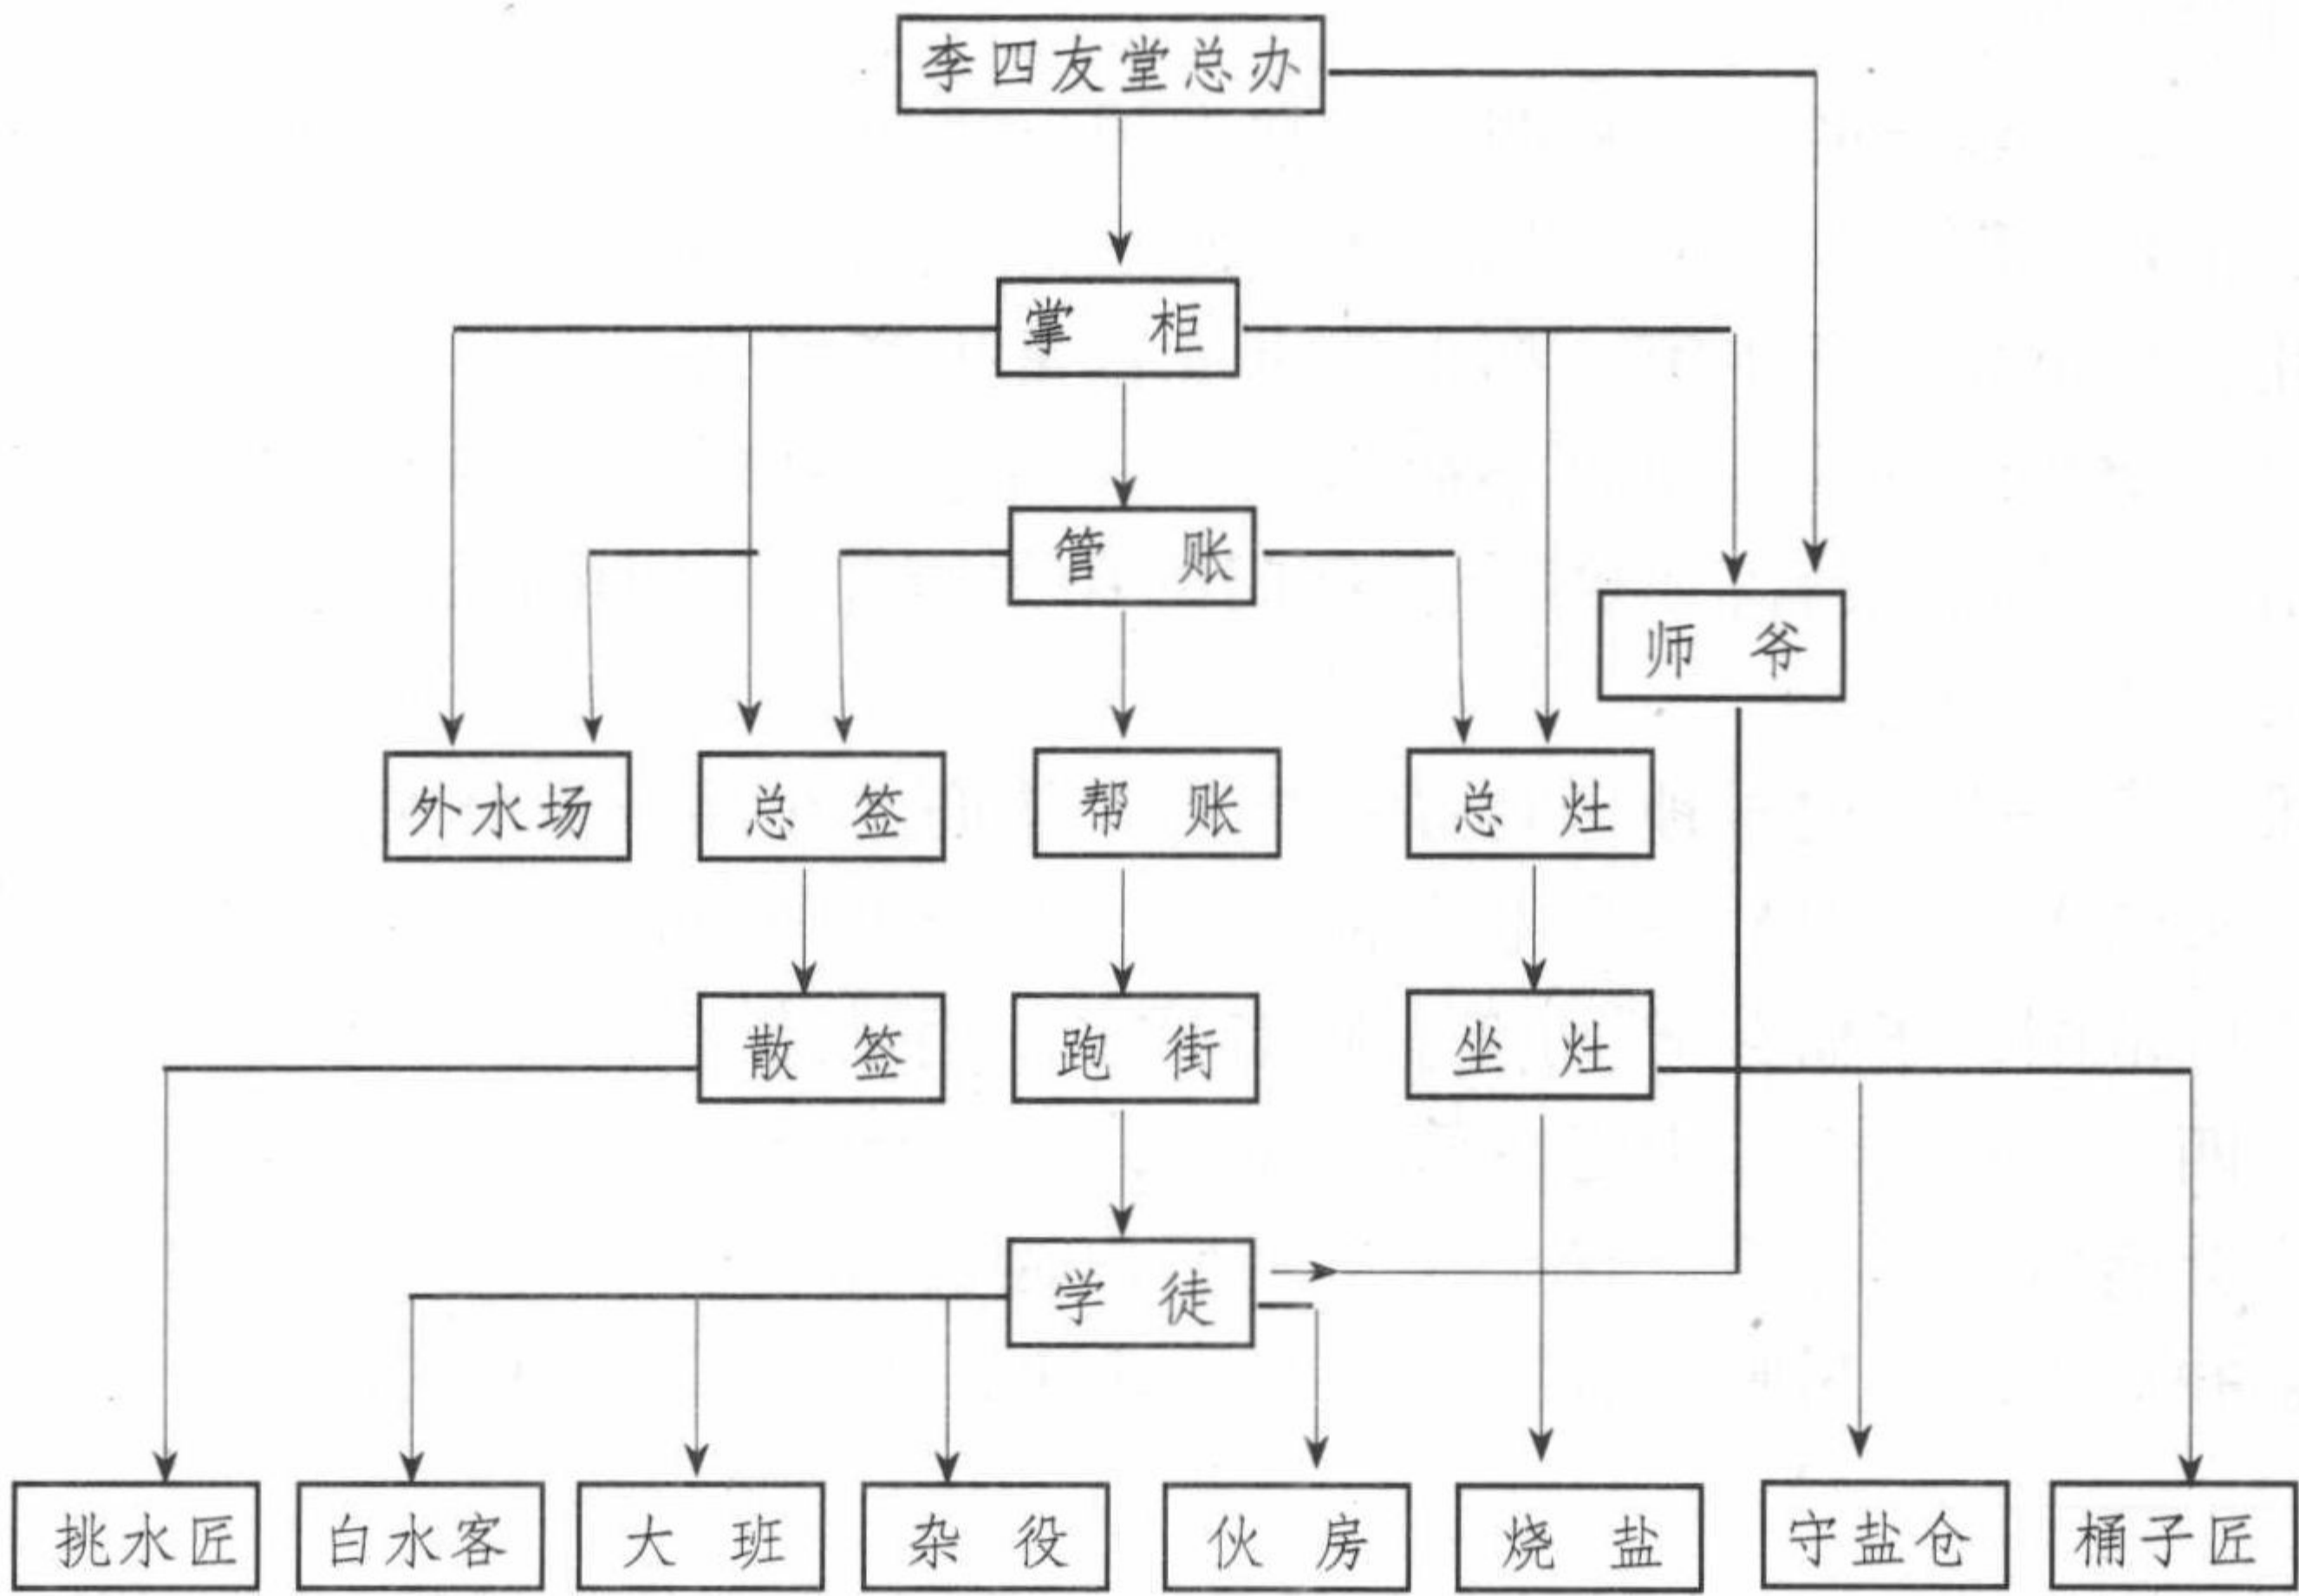 李四友堂总办
掌柜
管账
师爷
外水场
总签
帮账
总灶
散签
跑街
坐灶
学徒
挑水匠
白水客
大班
杂役
伙房
烧盐
守盐仓
桶子匠